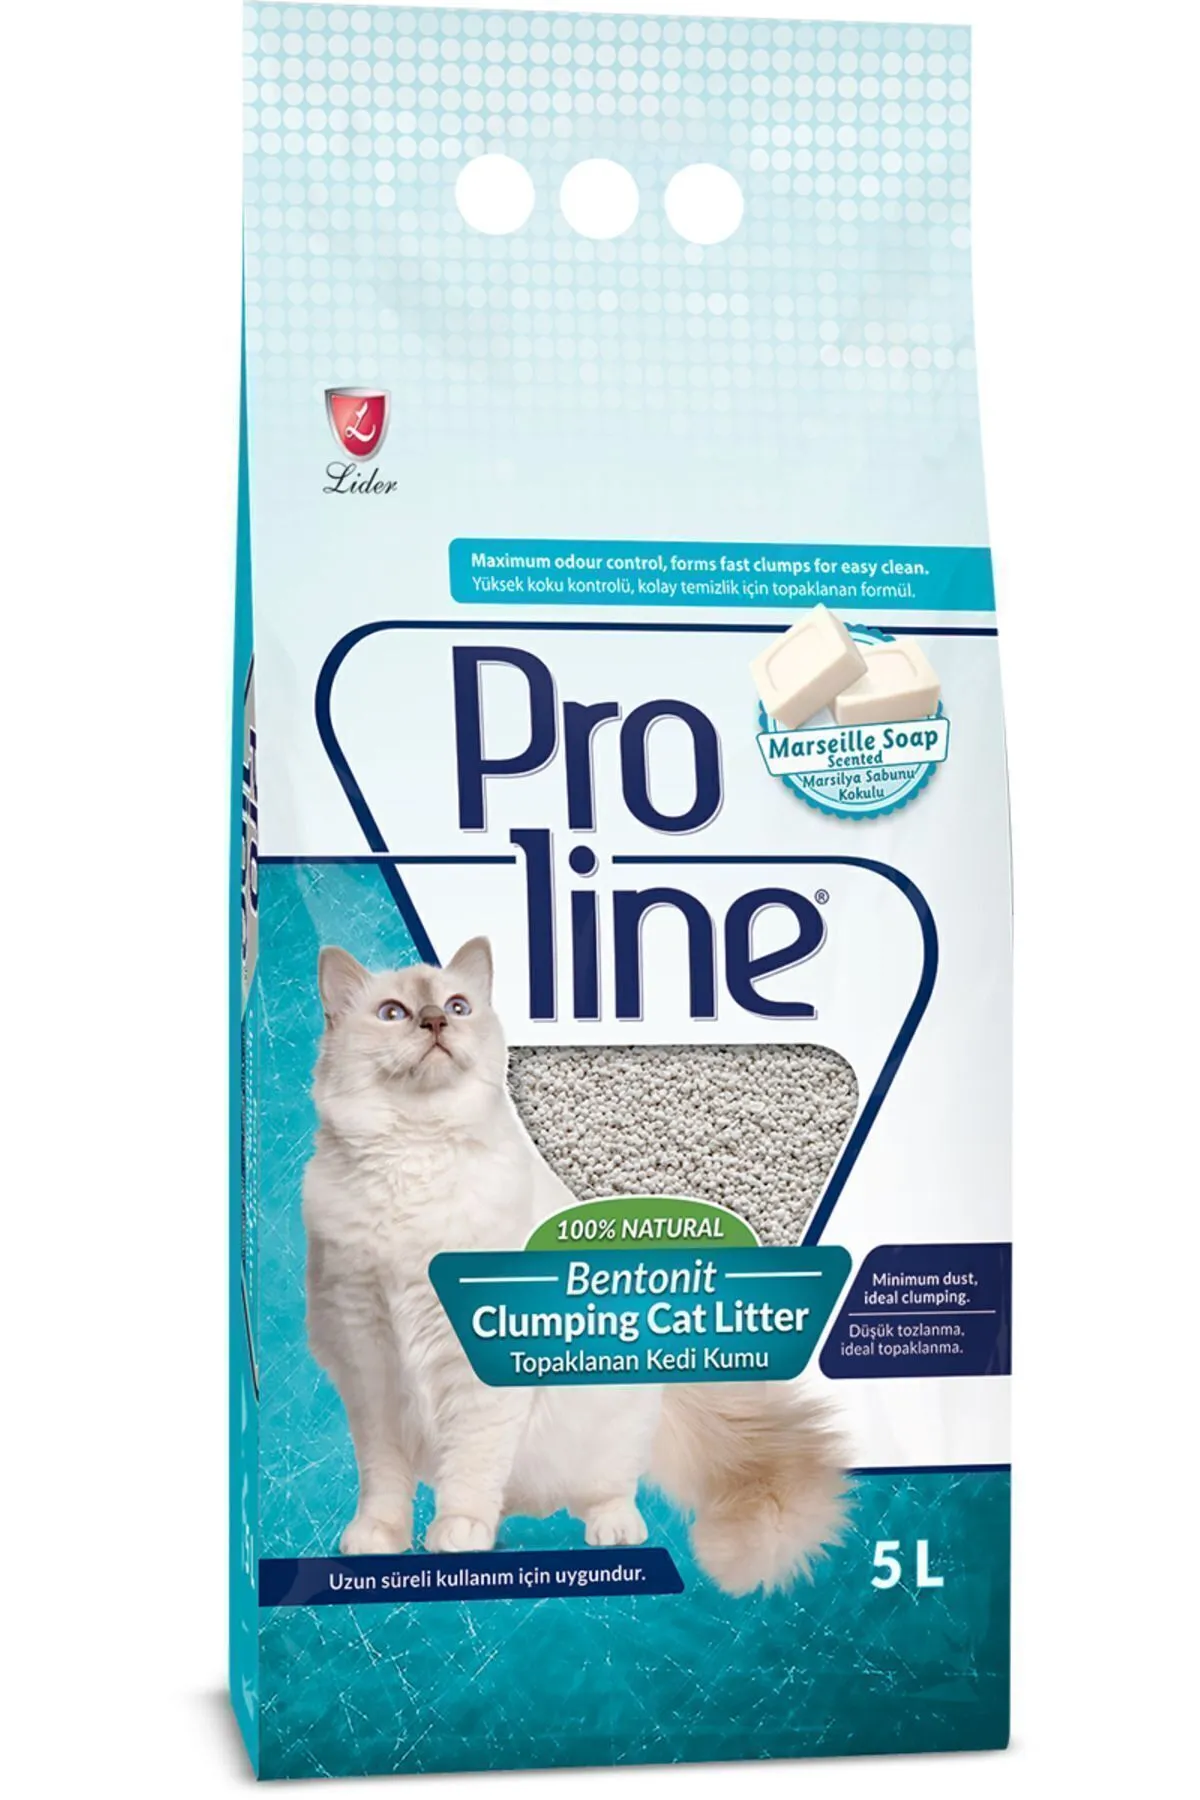 Lider
Maximum odour control, forms fast clumps for easy clean.
Yüksek koku kontrolü, kolay temizlik için topaklanan formül.
Pro
line®
Marseille Soap
Scented
Marsilya Sabunu
Kokulu
100% NATURAL
Bentonit
Clumping Cat Litter
Topaklanan Kedi Kumu
Minimum dust,
ideal clumping.
Düşük tozlanma,
ideal topaklanma.
Uzun süreli kullanım için uygundur.
5 L